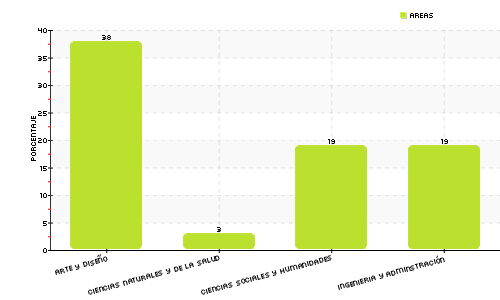 AREAS
PORCENTAJE
40
35
30
25
20
15
10
5
0
38
3
19
19
ARTE Y DISEÑO
CIENCIAS NATURALES Y DE LA SALUD
CIENCIAS SOCIALES Y HUMANIDADES
INGENIERIA Y ADMINSTRACIÓN